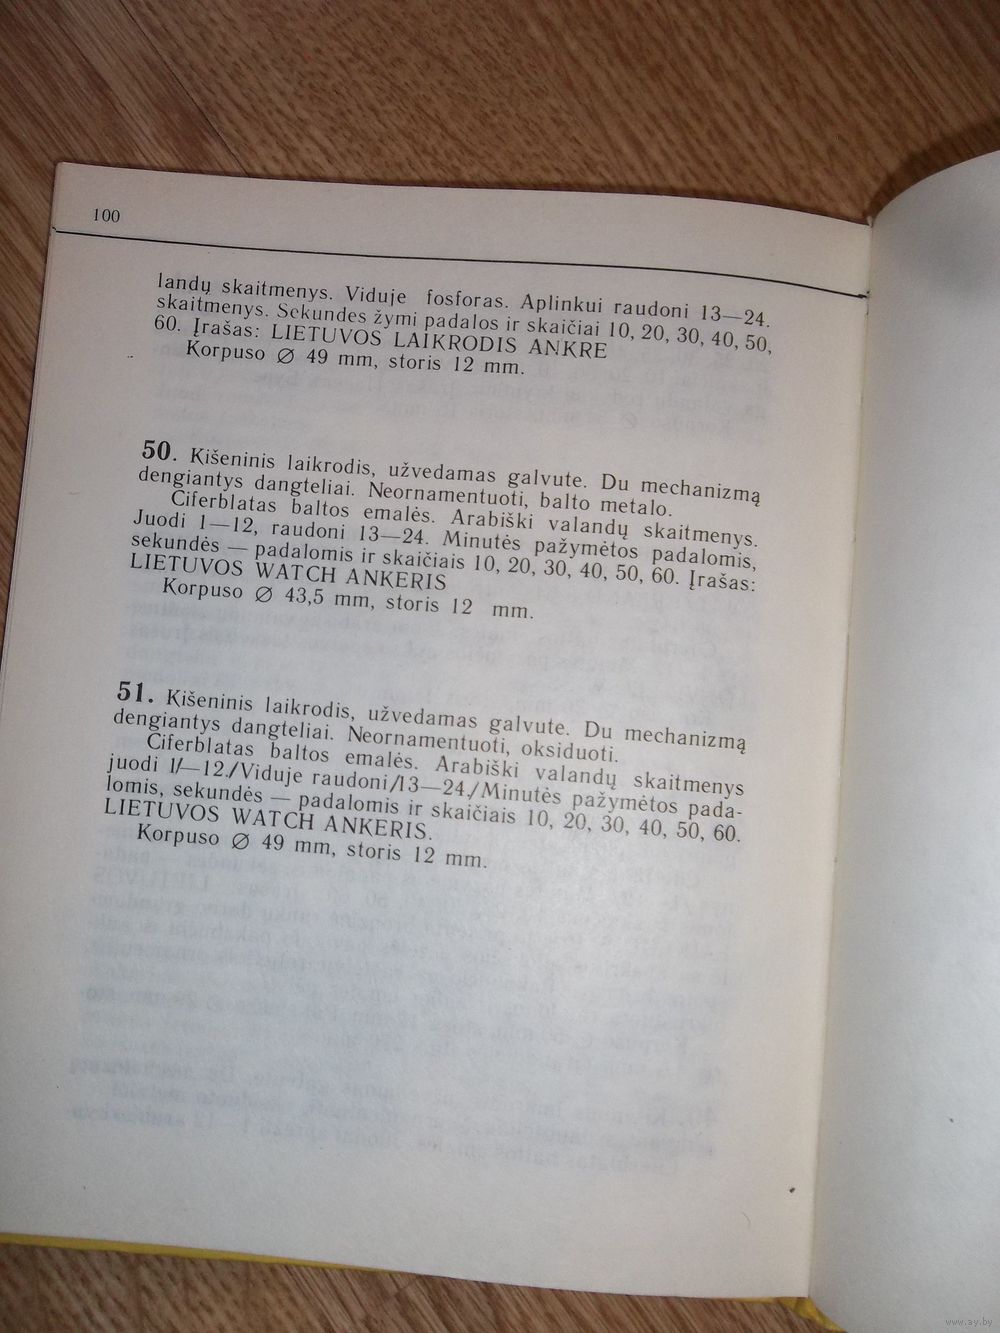 100
landų skaitmenys. Viduje fosforas. Aplinkui raudoni 13—24.
skaitmenys. Sekundes žymi padalos ir skaičiai 10, 20, 30, 40, 50,
60. Įrašas: LIETUVOS LAIKRODIS ANKRE
Korpuso ∅ 49 mm, storis 12 mm.
50. Kišeninis laikrodis, užvedamas galvute. Du mechanizmą
dengiantys dangteliai. Neornamentuoti, balto metalo.
Ciferblatas baltos emalės. Arabiški valandų skaitmenys.
Juodi 1—12, raudoni 13—24. Minutės pažymėtos padalomis,
sekundės — padalomis ir skaičiais 10, 20, 30, 40, 50, 60. Įrašas:
LIETUVOS WATCH ANKERIS
Korpuso ∅ 43,5 mm, storis 12 mm.
51. Kišeninis laikrodis, užvedamas galvute. Du mechanizmą
dengiantys dangteliai. Neornamentuoti, oksiduoti.
Ciferblatas baltos emalės. Arabiški valandų skaitmenys
juodi 1/—12./Viduje raudoni/13—24./Minutės pažymėtos pada-
lomis, sekundės — padalomis ir skaičiais 10, 20, 30, 40, 50, 60.
LIETUVOS WATCH ANKERIS.
Korpuso ∅ 49 mm, storis 12 mm.
www.ay.by